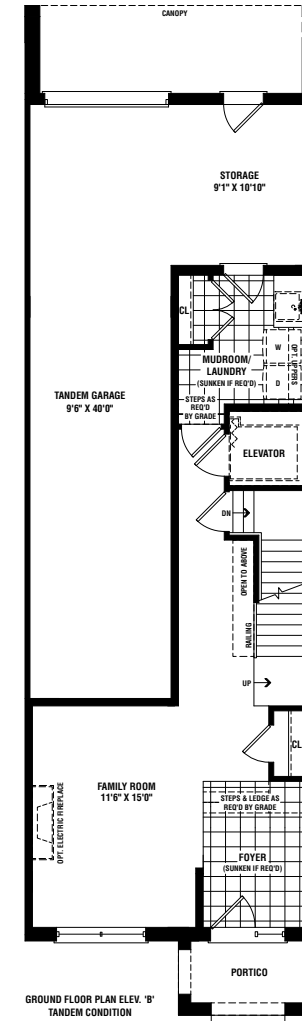 CANOPY
STORAGE
9'1" X 10'10"
CL
W
OPT. UPPERS
MUDROOM/
LAUNDRY
(SUNKEN IF REQ'D)
D
TANDEM GARAGE
9'6" X 40'0"
STEPS AS
REQ'D
BY GRADE
ELEVATOR
DN
OPEN TO ABOVE
RAILING
UP
CL
FAMILY ROOM
11'6" X 15'0"
OPT. ELECTRIC FIREPLACE
STEPS & LEDGE AS
REQ'D BY GRADE
FOYER
(SUNKEN IF REQ'D)
PORTICO
GROUND FLOOR PLAN ELEV. 'B'
TANDEM CONDITION